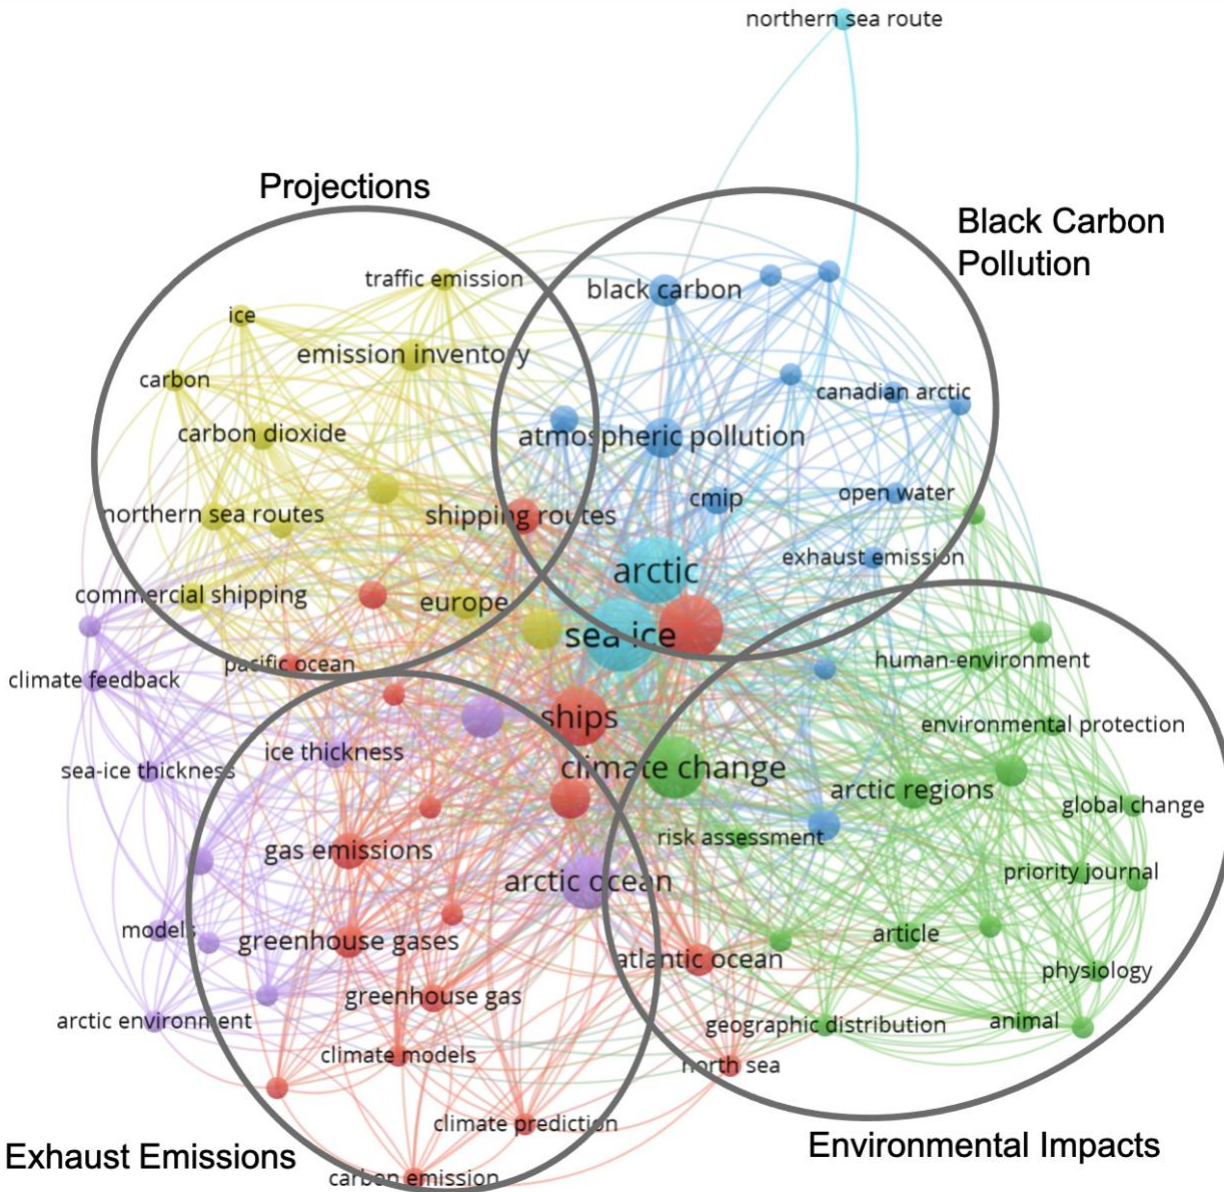 northern sea route
Projections
Black Carbon
Pollution
traffic emission
black carbon
ice
emission inventory
carbon
canadian arctic
carbon dioxide
atmospheric pollution
open water
cmip
northern sea routes
shipping routes
exhaust emission
arctic
commercial shipping
europe
sea ice
pacific ocean
human-environment
climate feedback
ships
environmental protection
ice thickness
sea-ice thickness
climate change
arctic regions
global change
risk assessment
gas emissions
priority journal
arctic ocean
models
article
greenhouse gases
atlantic ocean
physiology
greenhouse gas
arctic environment
geographic distribution
animal
climate models
north sea
climate prediction
Exhaust Emissions
Environmental Impacts
carbon emission